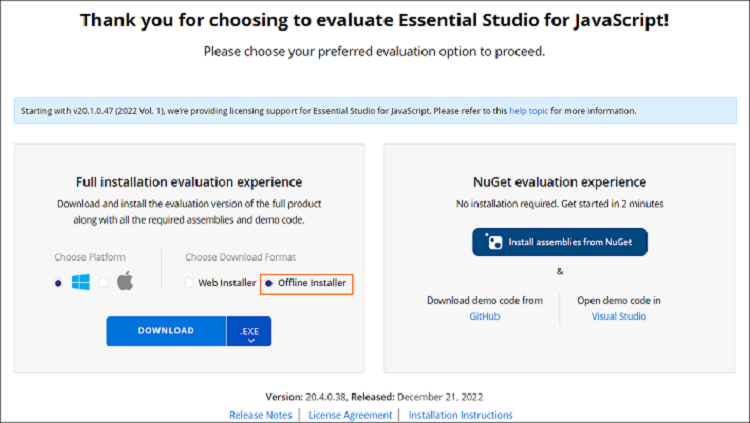 Thank you for choosing to evaluate Essential Studio for JavaScript!
Please choose your preferred evaluation option to proceed.
Starting with v20.1.0.47 (2022 Vol. 1), we're providing licensing support for Essential Studio for JavaScript. Please refer to this help topic for more information.
Full installation evaluation experience
Download and install the evaluation version of the full product
along with all the required assemblies and demo code.
Choose Platform
Choose Download Format
Web Installer
Offline Installer
DOWNLOAD
.EXE
NuGet evaluation experience
No installation required. Get started in 2 minutes
Install assemblies from NuGet
&
Download demo code from
GitHub
Open demo code in
Visual Studio
Version: 20.4.0.38, Released: December 21, 2022
Release Notes | License Agreement | Installation Instructions